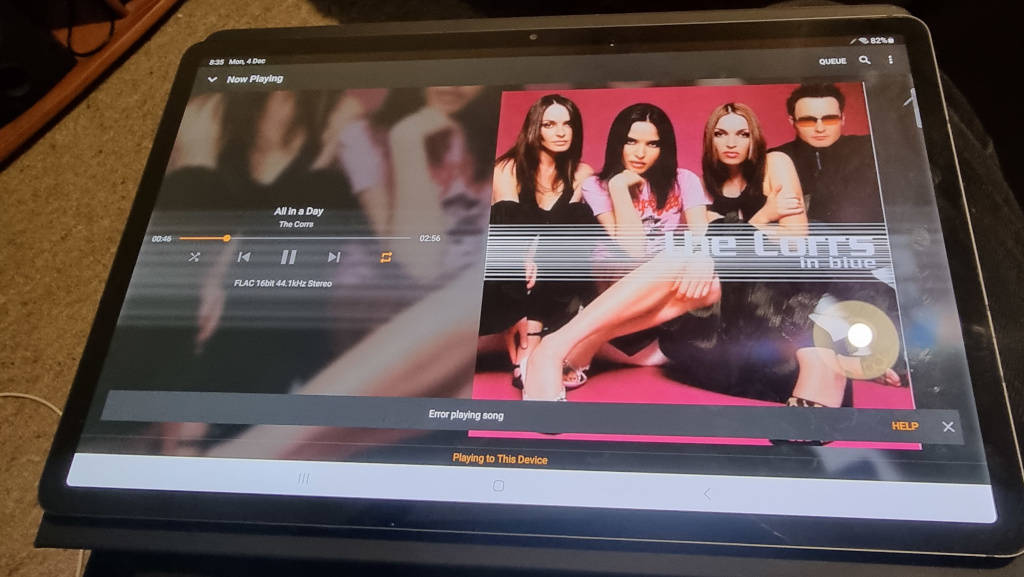 8:35 Mon, 4 Dec
82%
Now Playing
QUEUE
All in a Day
The Corrs
00:46
02:56
FLAC 16bit 44.1kHz Stereo
the Corrs
in blue
Error playing song
HELP
Playing to This Device